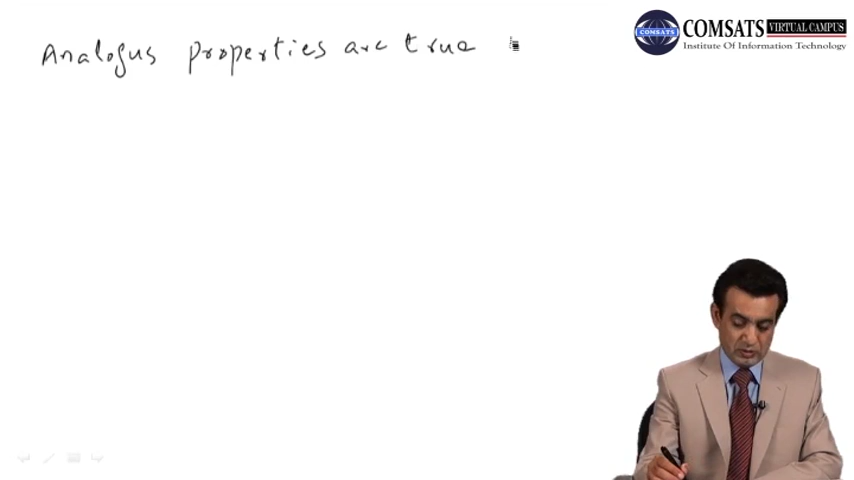 Analogus properties are true
COMSATS VIRTUAL CAMPUS
COMSATS
Institute Of Information Technology